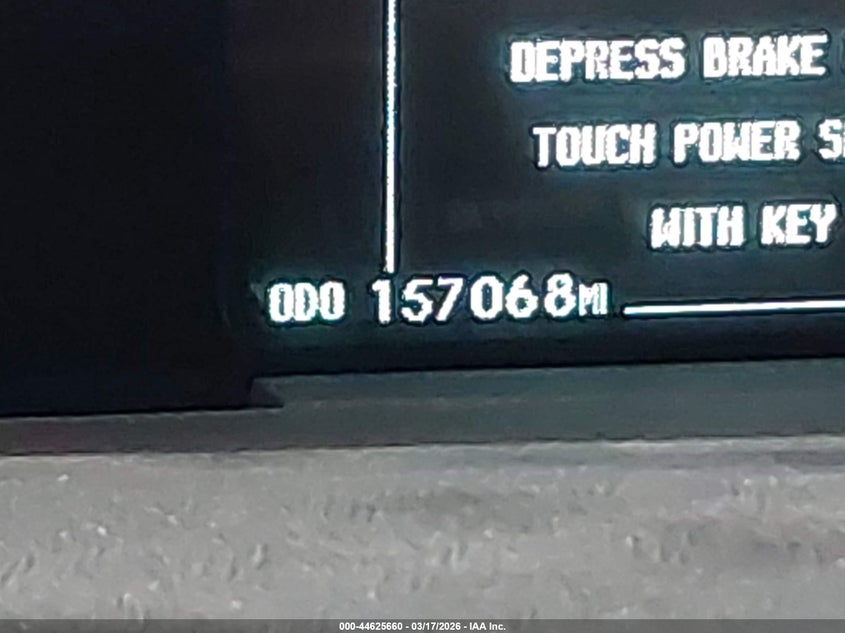 DEPRESS BRAKE
TOUCH POWER
WITH KEY
ODO 157068MI
000-44625660 - 03/17/2026 - IAA Inc.